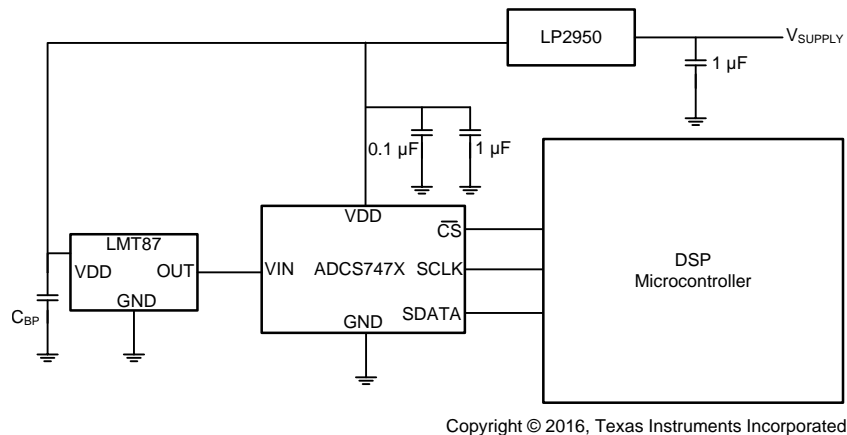 LP2950
VSUPPLY
1 µF
0.1 µF
1 µF
LMT87
VDD
OUT
GND
CBP
VDD
VIN
ADCS747X
CS
SCLK
SDATA
GND
DSP
Microcontroller
Copyright © 2016, Texas Instruments Incorporated